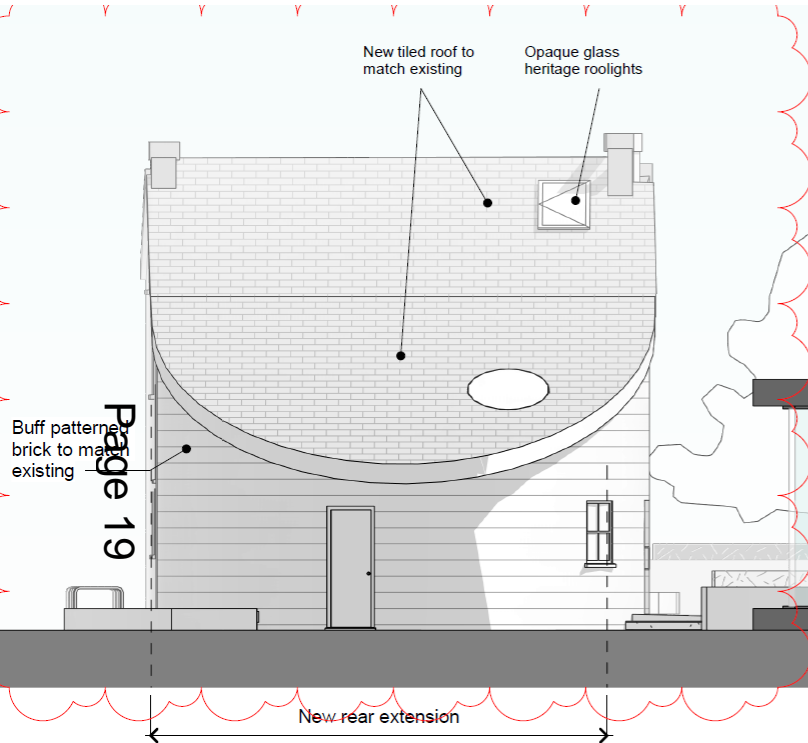 New tiled roof to
match existing
Opaque glass
heritage roolights
Buff patterned
brick to match
existing
Page 19
New rear extension